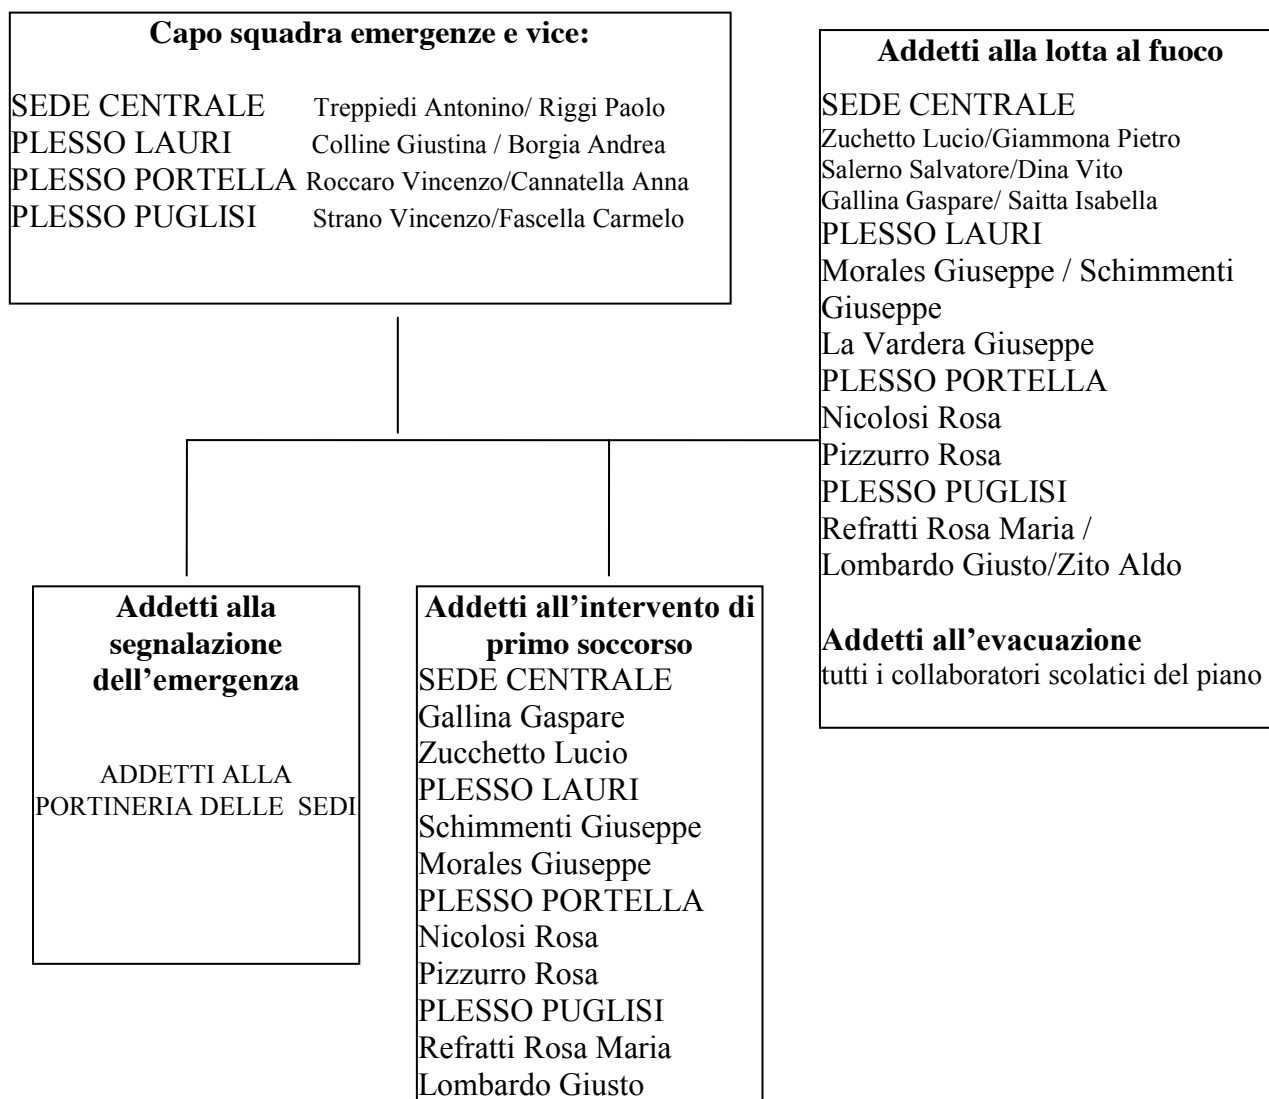 Capo squadra emergenze e vice:
SEDE CENTRALE Treppiedi Antonino/ Riggi Paolo
PLESSO LAURI Colline Giustina / Borgia Andrea
PLESSO PORTELLA Roccaro Vincenzo/Cannatella Anna
PLESSO PUGLISI Strano Vincenzo/Fascella Carmelo
Addetti alla lotta al fuoco
SEDE CENTRALE
Zuchetto Lucio/Giammona Pietro
Salerno Salvatore/Dina Vito
Gallina Gaspare/ Saitta Isabella
PLESSO LAURI
Morales Giuseppe / Schimmenti
Giuseppe
La Vardera Giuseppe
PLESSO PORTELLA
Nicolosi Rosa
Pizzurro Rosa
PLESSO PUGLISI
Refratti Rosa Maria /
Lombardo Giusto/Zito Aldo
Addetti all’evacuazione
tutti i collaboratori scolatici del piano
Addetti alla
segnalazione
dell’emergenza
ADDETTI ALLA
PORTINERIA DELLE SEDI
Addetti all’intervento di
primo soccorso
SEDE CENTRALE
Gallina Gaspare
Zucchetto Lucio
PLESSO LAURI
Schimmenti Giuseppe
Morales Giuseppe
PLESSO PORTELLA
Nicolosi Rosa
Pizzurro Rosa
PLESSO PUGLISI
Refratti Rosa Maria
Lombardo Giusto